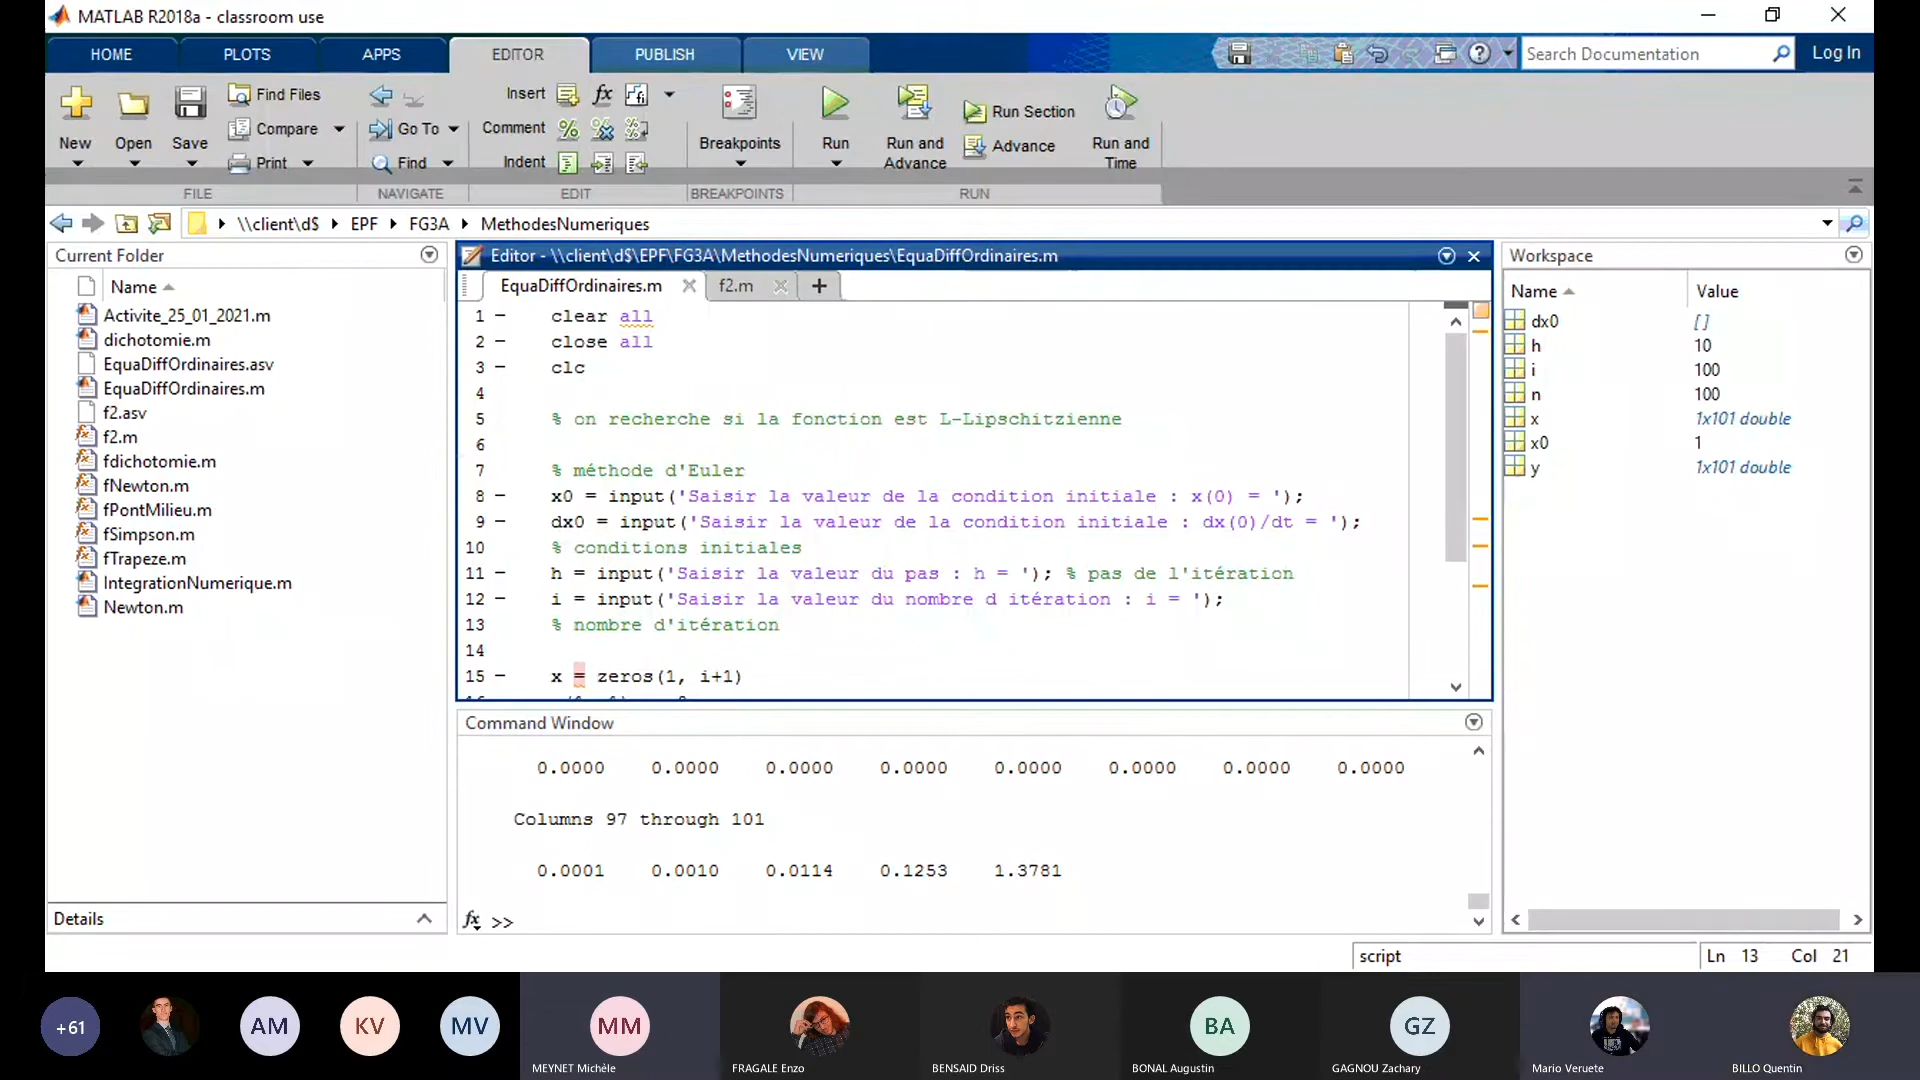 MATLAB R2018a - classroom use
HOME PLOTS APPS EDITOR PUBLISH VIEW
Search Documentation
Log In
New
Open
Save
Find Files
Compare
Print
Go To
Find
Insert
Comment
Indent
Breakpoints
Run
Run and Advance
Run Section
Advance
Run and Time
FILE NAVIGATE EDIT BREAKPOINTS RUN
\\client\d$ EPF FG3A MethodesNumeriques
Current Folder
Name
Activite_25_01_2021.m
dichotomie.m
EquaDiffOrdinaires.asv
EquaDiffOrdinaires.m
f2.asv
f2.m
fdichotomie.m
fNewton.m
fPontMilieu.m
fSimpson.m
fTrapeze.m
IntegrationNumerique.m
Newton.m
Details
Editor - \\client\d$\EPF\FG3A\MethodesNumeriques\EquaDiffOrdinaires.m
EquaDiffOrdinaires.m f2.m
1 – clear all
2 – close all
3 – clc
4
5 % on recherche si la fonction est L-Lipschitzienne
6
7 % méthode d'Euler
8 – x0 = input('Saisir la valeur de la condition initiale : x(0) = ');
9 – dx0 = input('Saisir la valeur de la condition initiale : dx(0)/dt = ');
10 % conditions initiales
11 – h = input('Saisir la valeur du pas : h = '); % pas de l'itération
12 – i = input('Saisir la valeur du nombre d itération : i = ');
13 % nombre d'itération
14
15 – x = zeros(1, i+1)
Command Window
0.0000 0.0000 0.0000 0.0000 0.0000 0.0000 0.0000 0.0000
Columns 97 through 101
0.0001 0.0010 0.0114 0.1253 1.3781
fx >>
Workspace
Name Value
dx0 []
h 10
i 100
n 100
x 1x101 double
x0 1
y 1x101 double
script
Ln 13 Col 21
+61
AM
KV
MV
MM
BA
GZ
MEYNET Michèle
FRAGALE Enzo
BENSAID Driss
BONAL Augustin
GAGNOU Zachary
Mario Veruete
BILLO Quentin